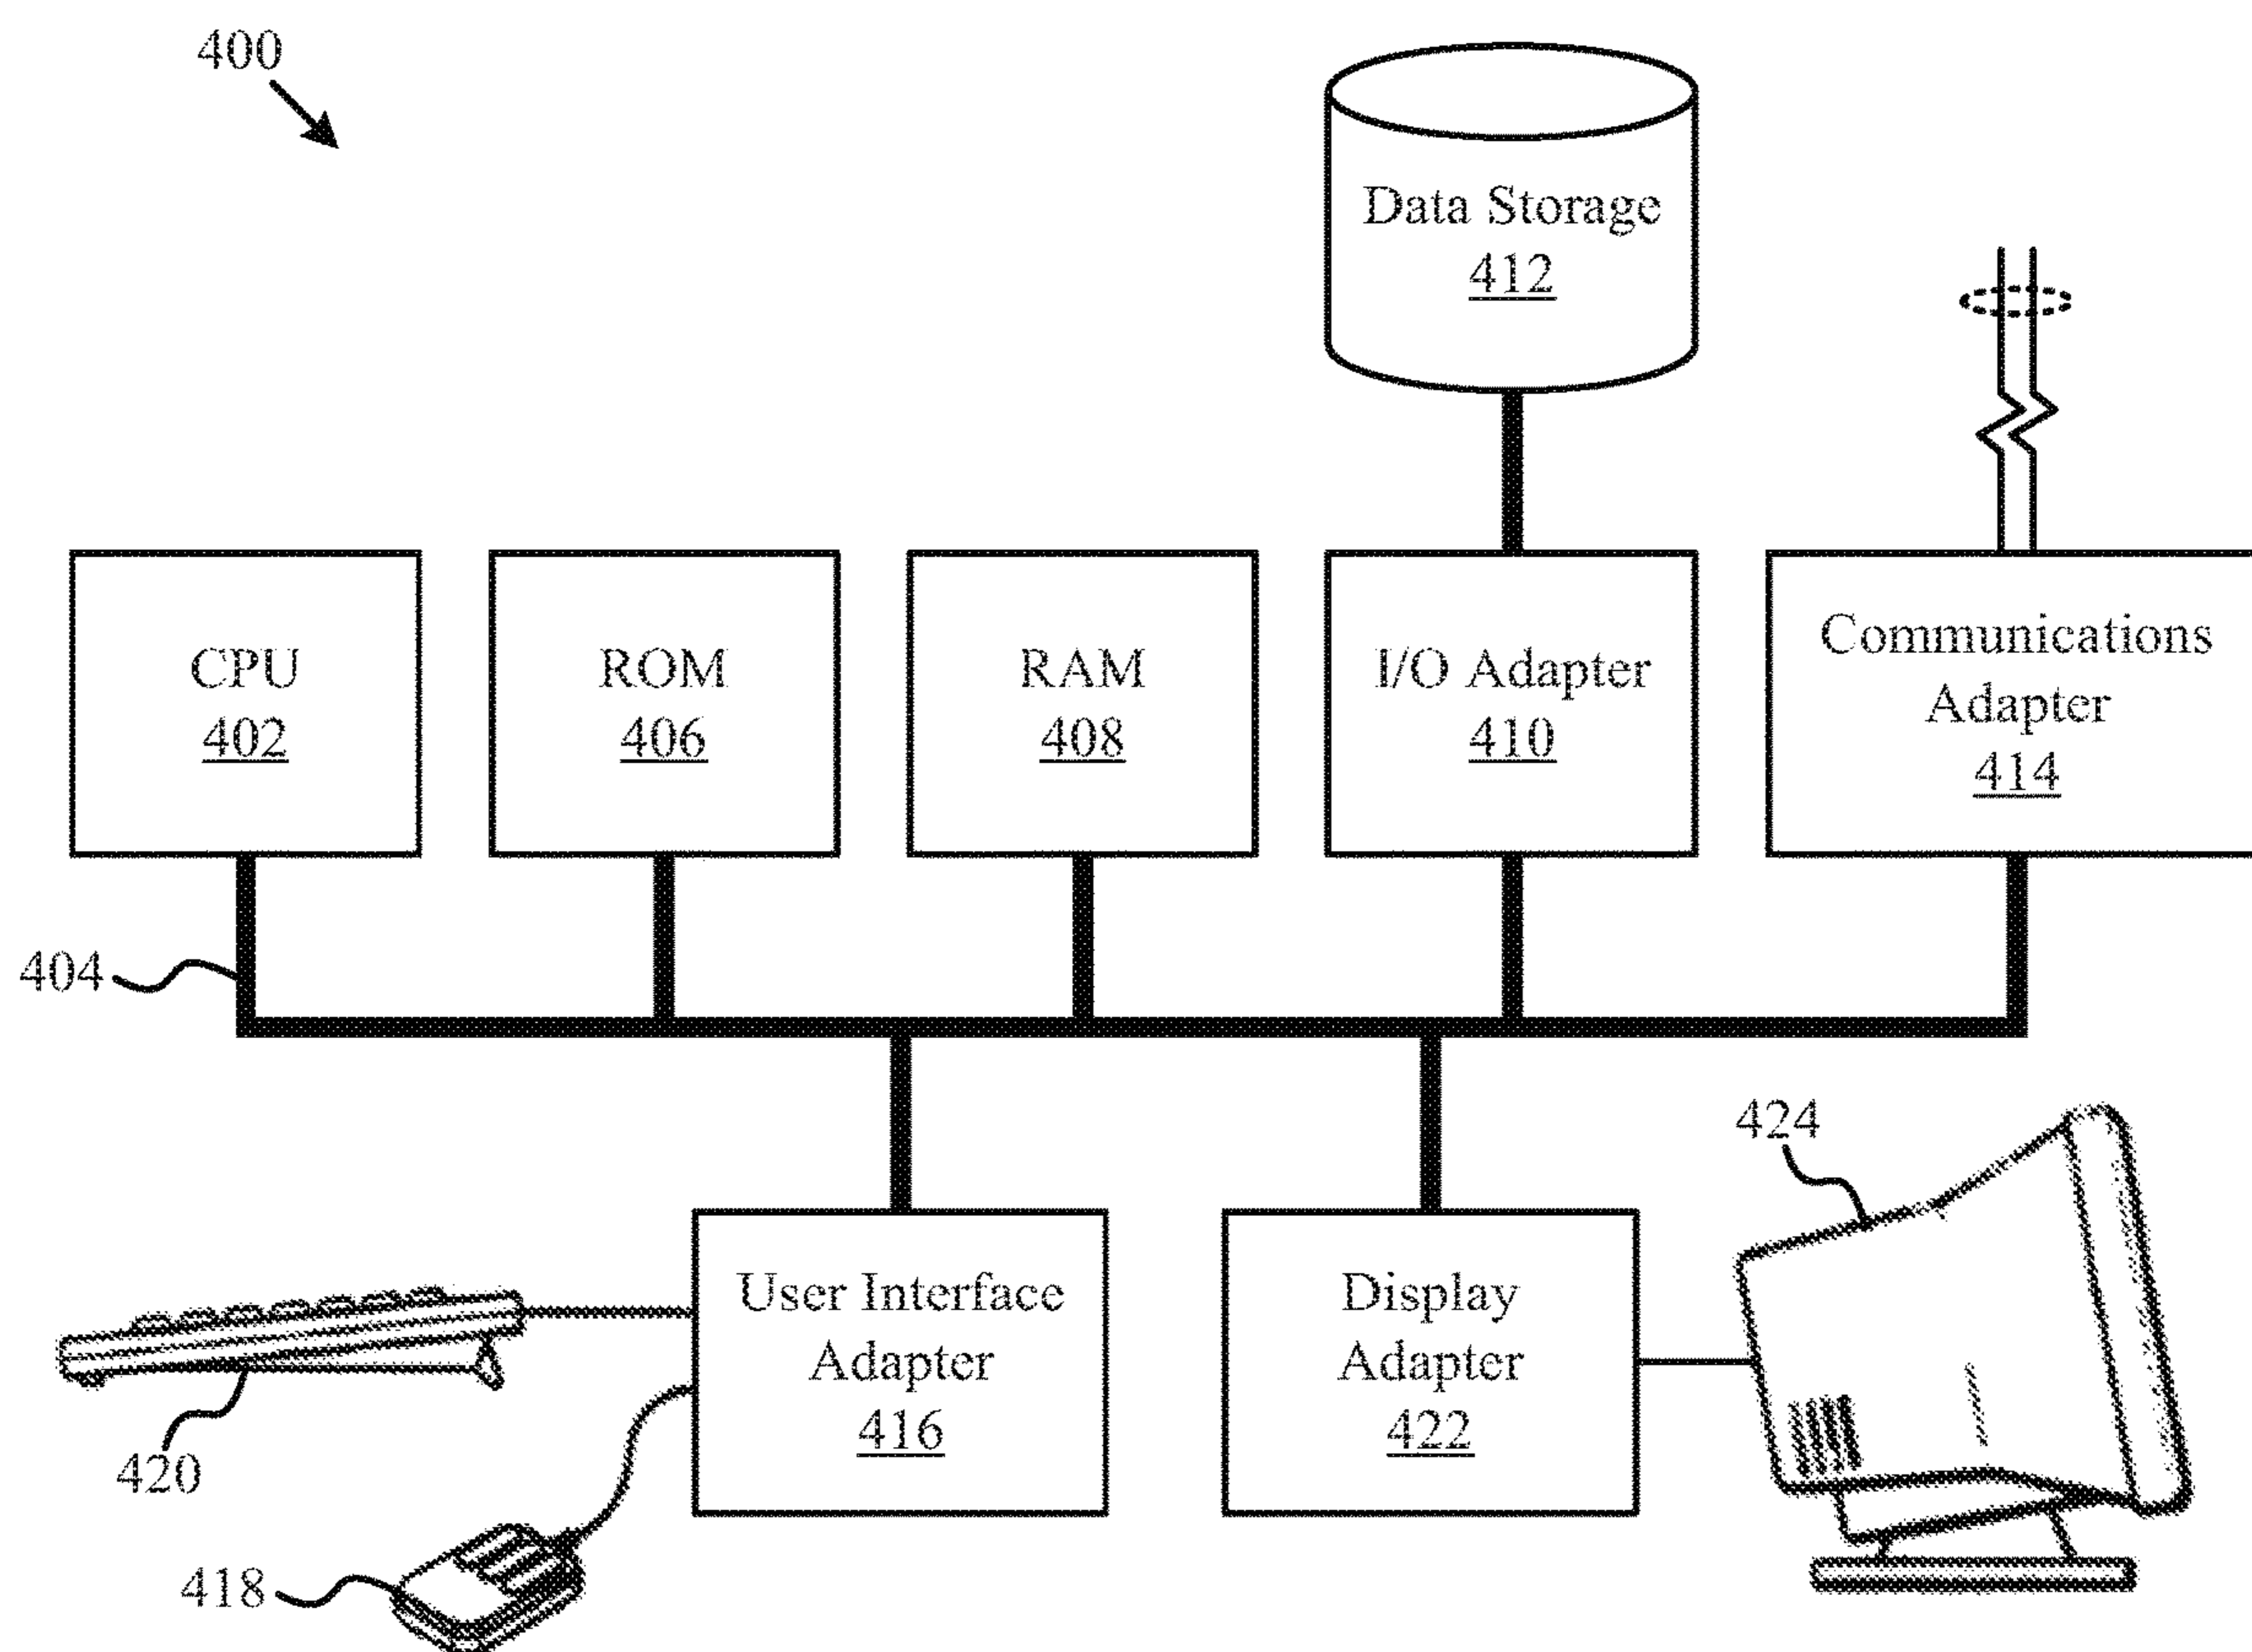 400
Data Storage
412
CPU
402
ROM
406
RAM
408
I/O Adapter
410
Communications
Adapter
414
404
424
User Interface
Adapter
416
Display
Adapter
422
420
418